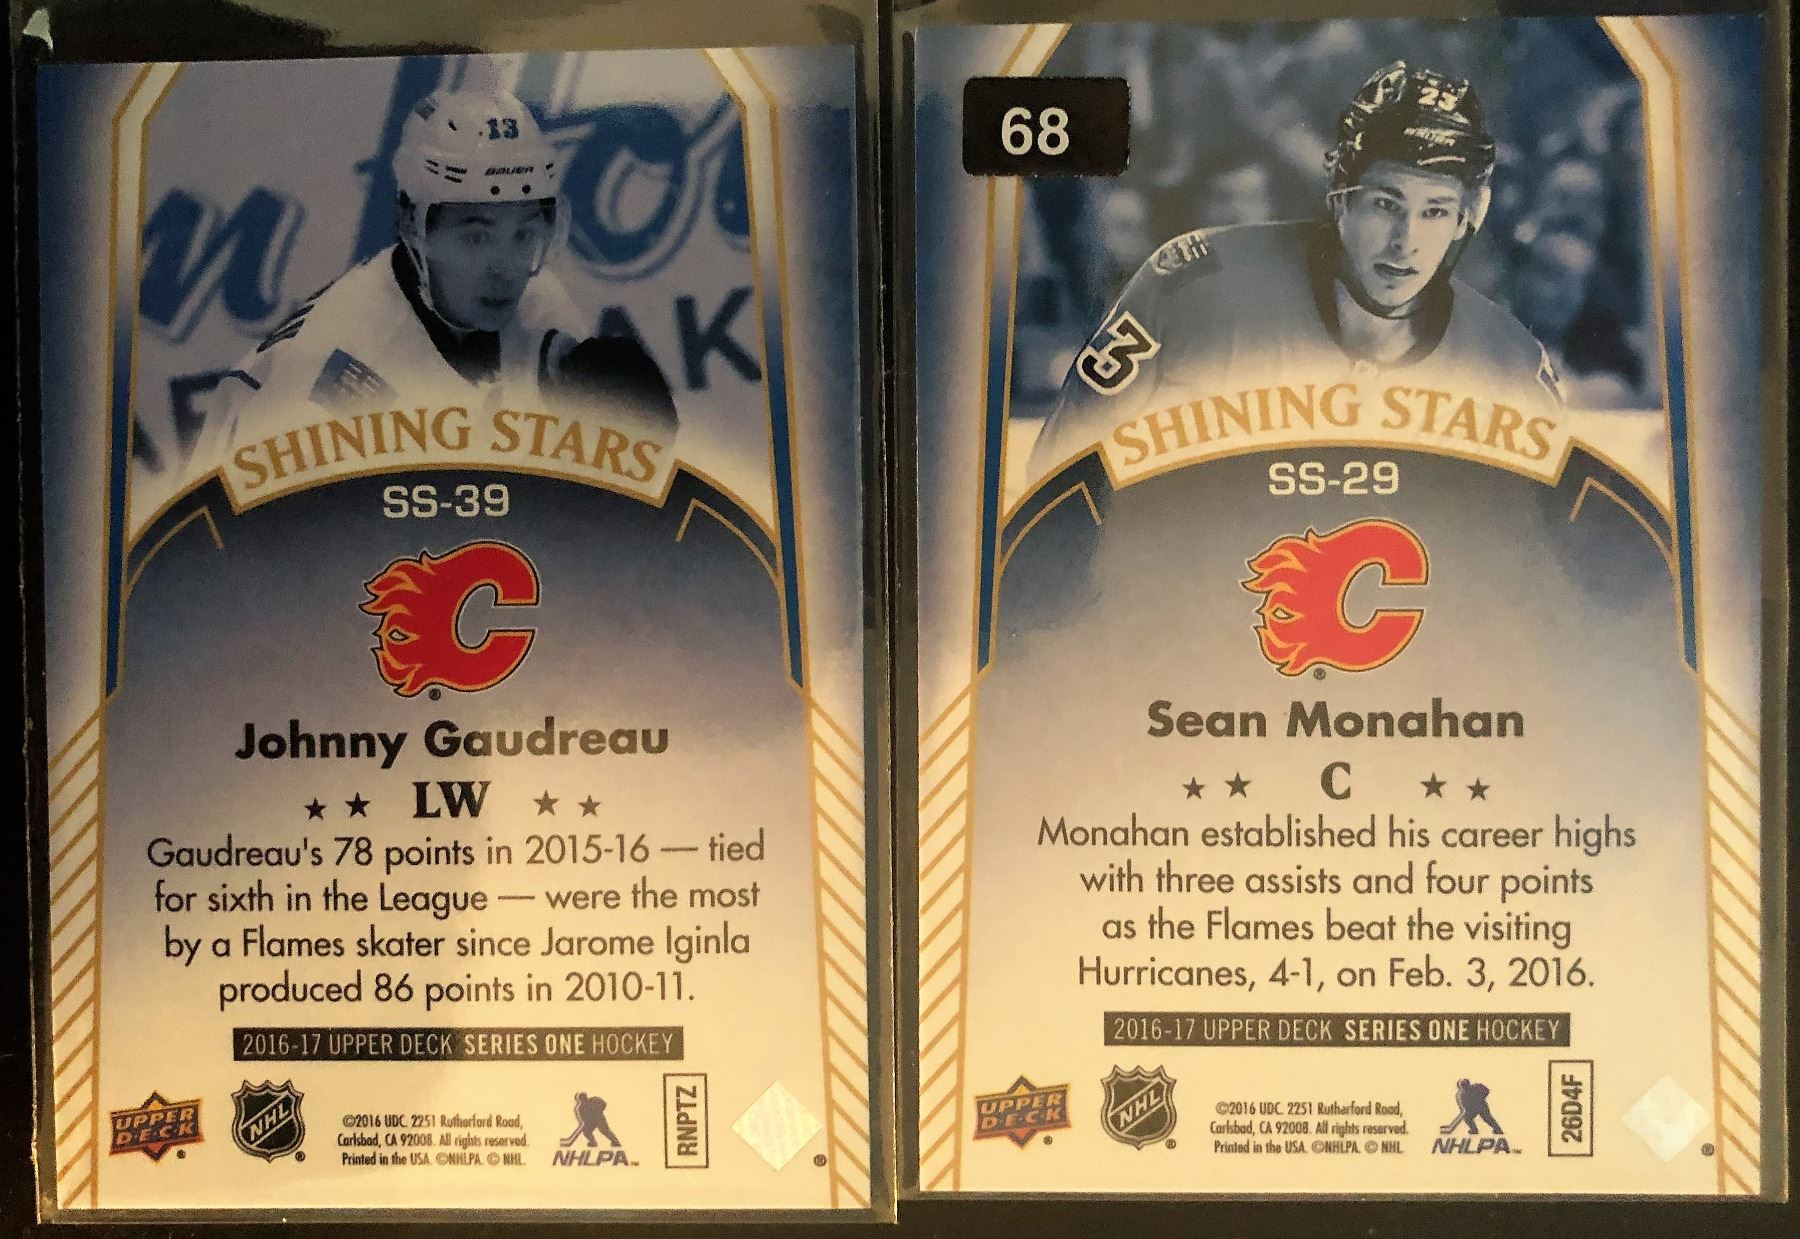 13
BAUER
AK
SHINING STARS
SS-39
C
Johnny Gaudreau
LW
Gaudreau's 78 points in 2015-16 — tied
for sixth in the League — were the most
by a Flames skater since Jarome Iginla
produced 86 points in 2010-11.
2016-17 UPPER DECK SERIES ONE HOCKEY
UPPER
DECK
NHL
©2016 UDC. 2251 Rutherford Road,
Carlsbad, CA 92008. All rights reserved.
Printed in the USA. ©NHLPA. © NHL.
NHLPA™
RNPTZ
®
68
23
3
SHINING STARS
SS-29
C
Sean Monahan
C
Monahan established his career highs
with three assists and four points
as the Flames beat the visiting
Hurricanes, 4-1, on Feb. 3, 2016.
2016-17 UPPER DECK SERIES ONE HOCKEY
UPPER
DECK
NHL
©2016 UDC. 2251 Rutherford Road,
Carlsbad, CA 92008. All rights reserved.
Printed in the USA. ©NHLPA. © NHL.
NHLPA™
26D4F
®